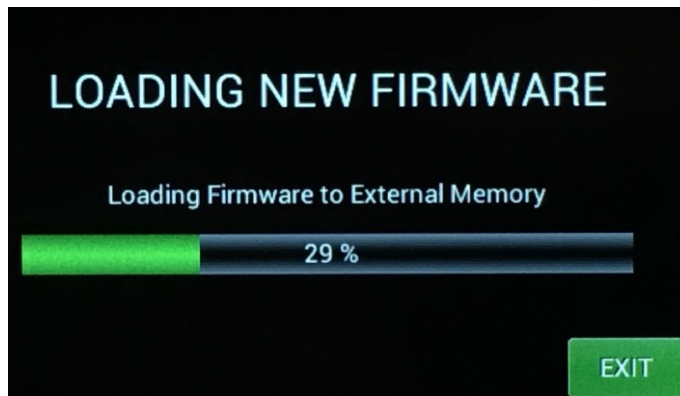 LOADING NEW FIRMWARE
Loading Firmware to External Memory
29 %
EXIT